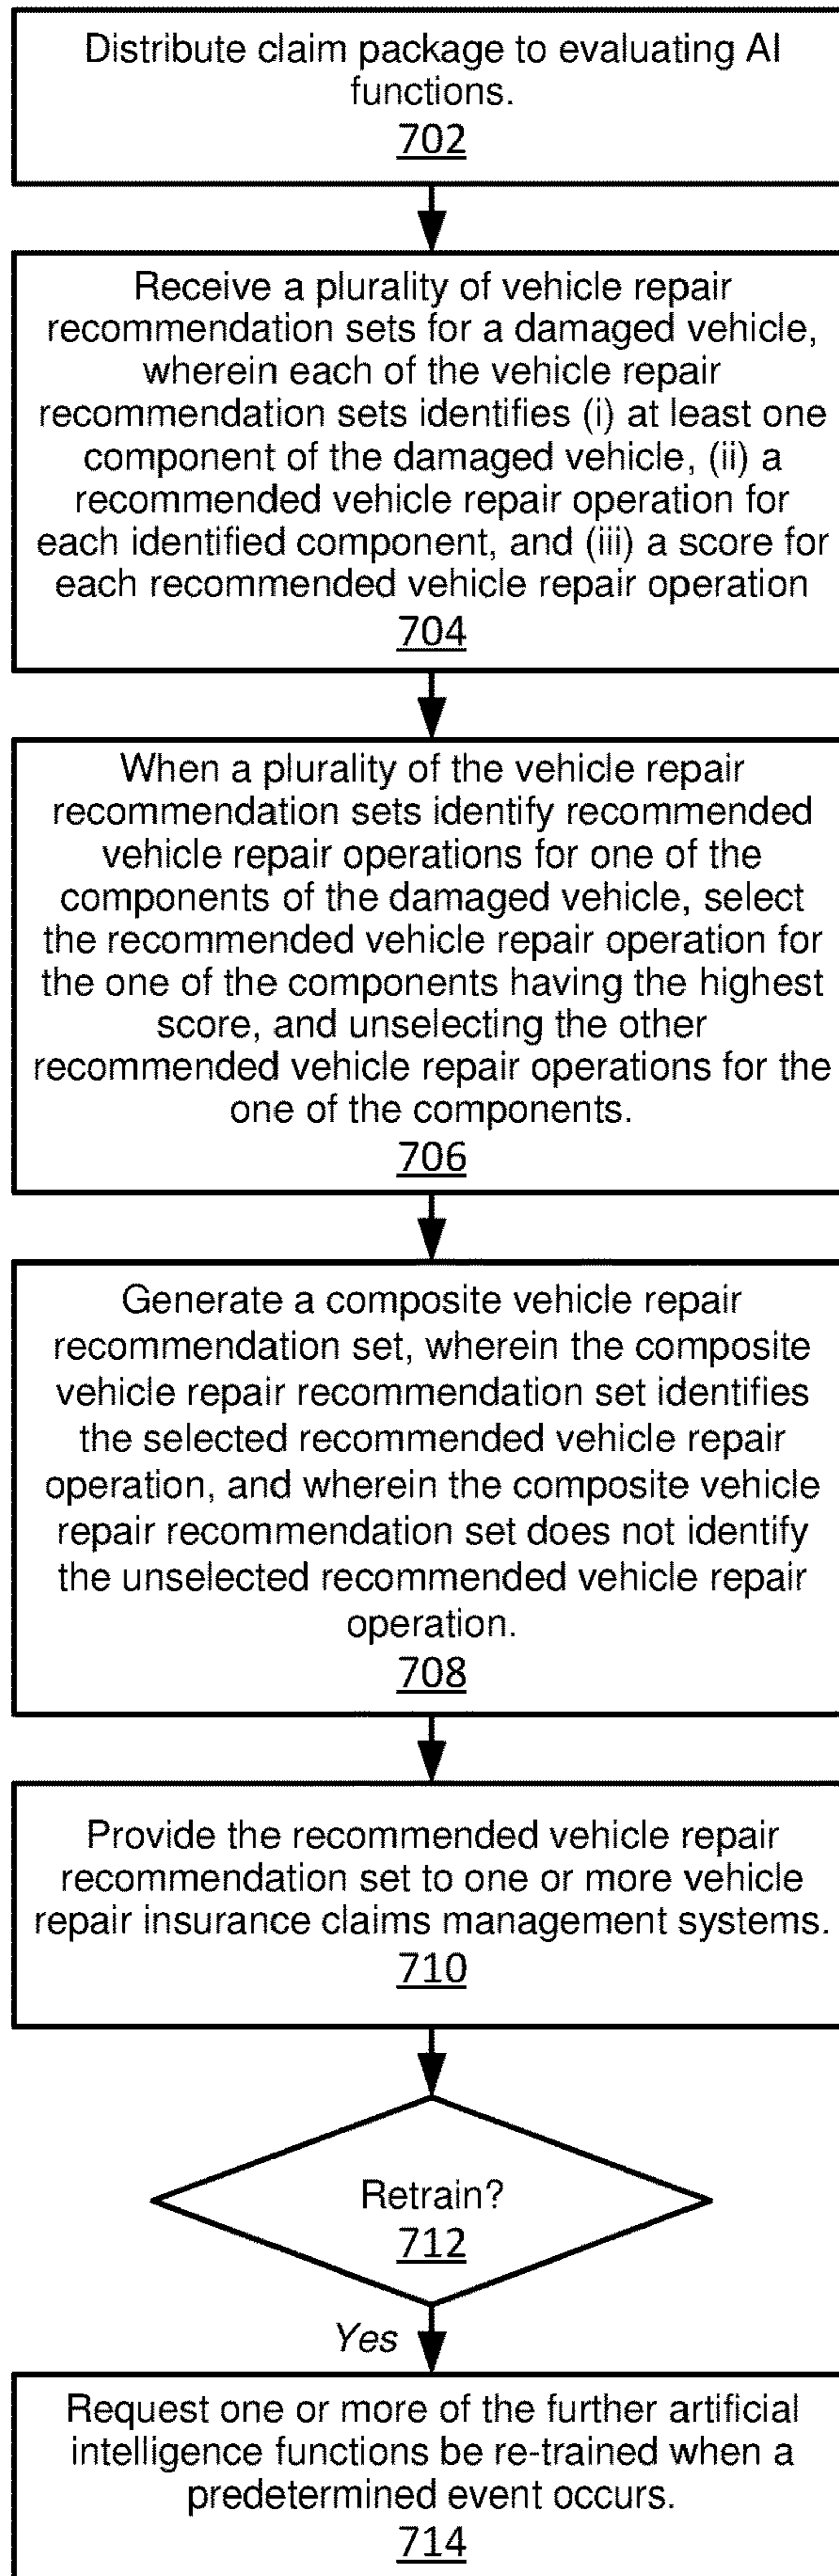 Distribute claim package to evaluating AI
functions.
702
Receive a plurality of vehicle repair
recommendation sets for a damaged vehicle,
wherein each of the vehicle repair
recommendation sets identifies (i) at least one
component of the damaged vehicle, (ii) a
recommended vehicle repair operation for
each identified component, and (iii) a score for
each recommended vehicle repair operation
704
When a plurality of the vehicle repair
recommendation sets identify recommended
vehicle repair operations for one of the
components of the damaged vehicle, select
the recommended vehicle repair operation for
the one of the components having the highest
score, and unselecting the other
recommended vehicle repair operations for the
one of the components.
706
Generate a composite vehicle repair
recommendation set, wherein the composite
vehicle repair recommendation set identifies
the selected recommended vehicle repair
operation, and wherein the composite vehicle
repair recommendation set does not identify
the unselected recommended vehicle repair
operation.
708
Provide the recommended vehicle repair
recommendation set to one or more vehicle
repair insurance claims management systems.
710
Retrain?
712
Yes
Request one or more of the further artificial
intelligence functions be re-trained when a
predetermined event occurs.
714